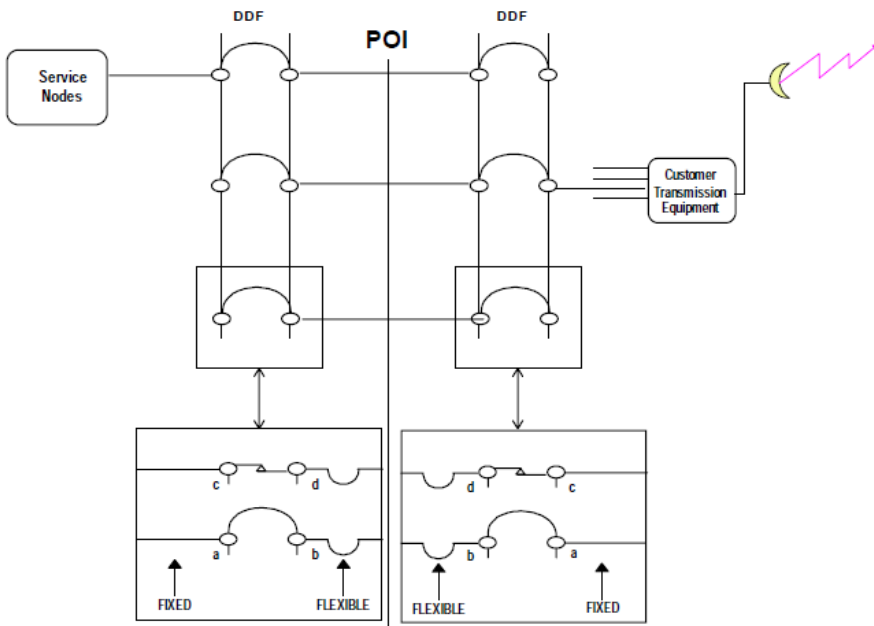 DDF
DDF
POI
Service
Nodes
Customer
Transmission
Equipment
c
d
d
c
a
b
b
a
FIXED
FLEXIBLE
FLEXIBLE
FIXED